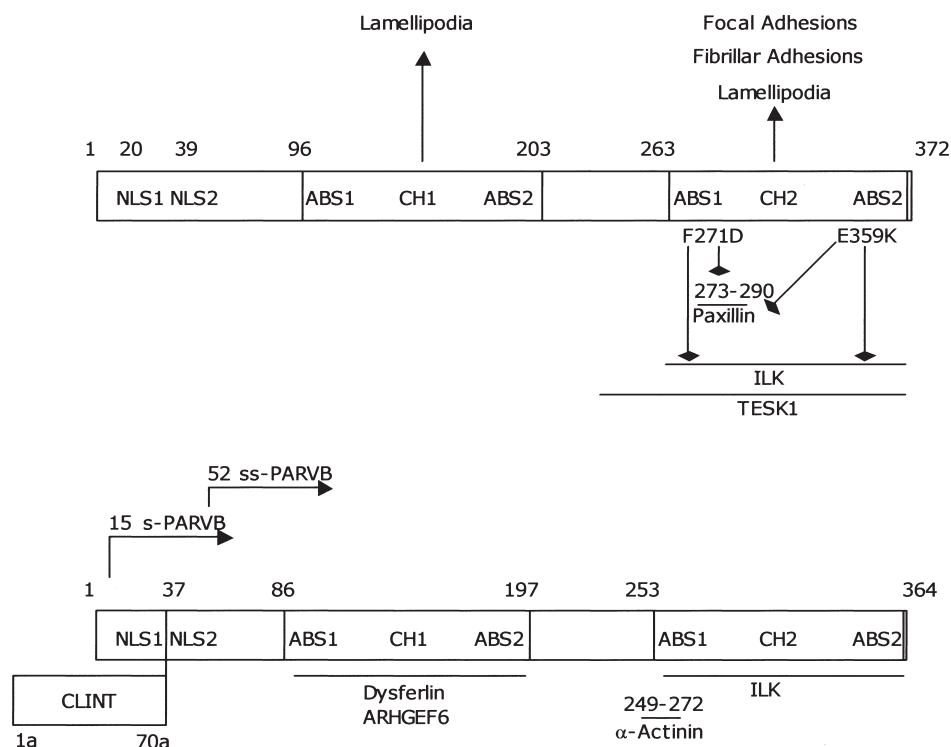 Lamellipodia
Focal Adhesions
Fibrillar Adhesions
Lamellipodia
1 20 39 96 203 263 372
NLS1 NLS2 ABS1 CH1 ABS2 ABS1 CH2 ABS2
F271D E359K
273-290
Paxillin
ILK
TESK1
52 ss-PARVB
15 s-PARVB
1 37 86 197 253 364
NLS1 NLS2 ABS1 CH1 ABS2 ABS1 CH2 ABS2
CLINT
Dysferlin
ARHGEF6
ILK
249-272
α-Actinin
1a 70a